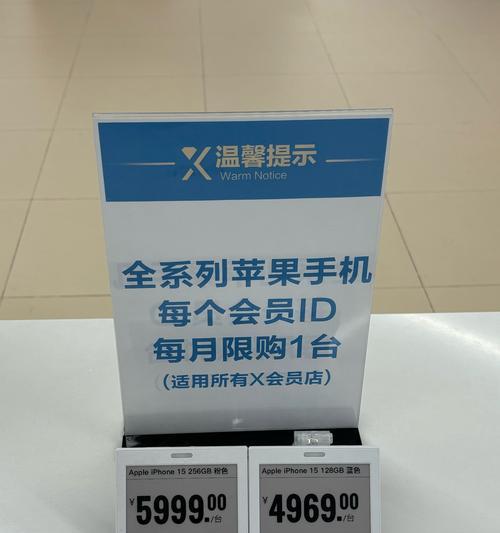 X 温馨提示
Warm Notice
全系列苹果手机
每个会员ID
每月限购1台
（适用所有X会员店）
Apple iPhone 15 256GB 粉色
¥5999.00/台
Apple iPhone 15 128GB 蓝色
¥4969.00/台